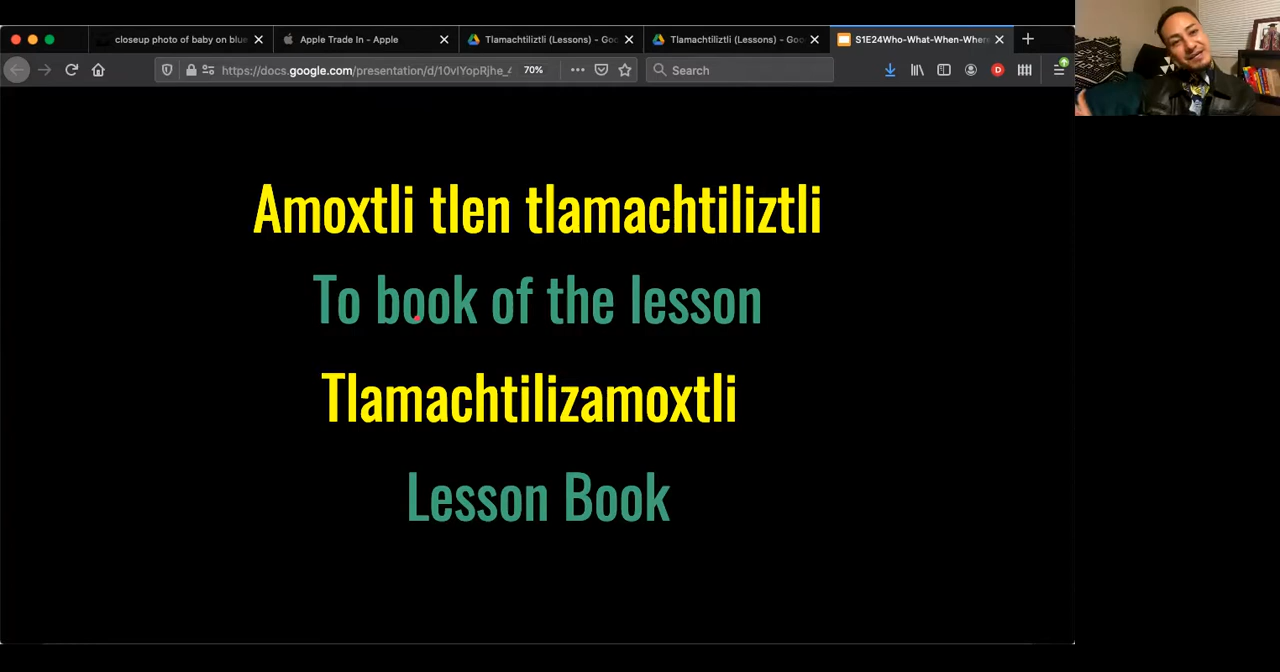 closeup photo of baby on blue
Apple Trade In - Apple
Tlamachtiliztli (Lessons) – Goo
Tlamachtiliztli (Lessons) – Goo
S1E24Who-What-When-Where
https://docs.google.com/presentation/d/10vIYopRjhe_
70%
Search
Amoxtli tlen tlamachtiliztli
To book of the lesson
Tlamachtilizamoxtli
Lesson Book